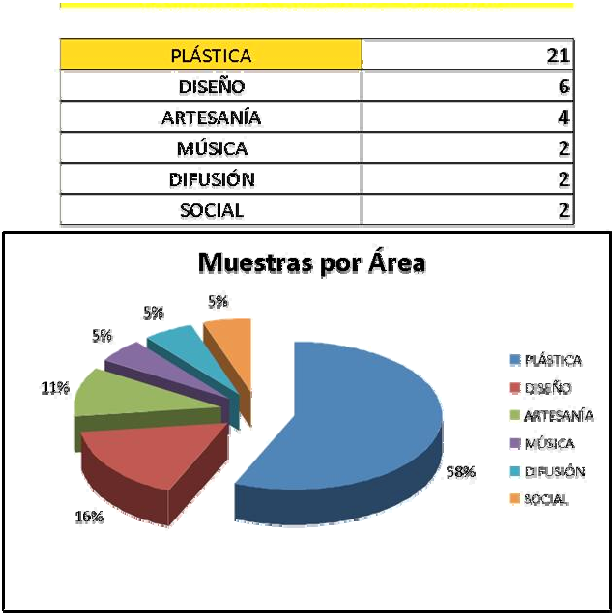 PLÁSTICA 21
DISEÑO 6
ARTESANÍA 4
MÚSICA 2
DIFUSIÓN 2
SOCIAL 2
Muestras por Área
5%
5%
5%
11%
16%
58%
PLÁSTICA
DISEÑO
ARTESANÍA
MÚSICA
DIFUSIÓN
SOCIAL